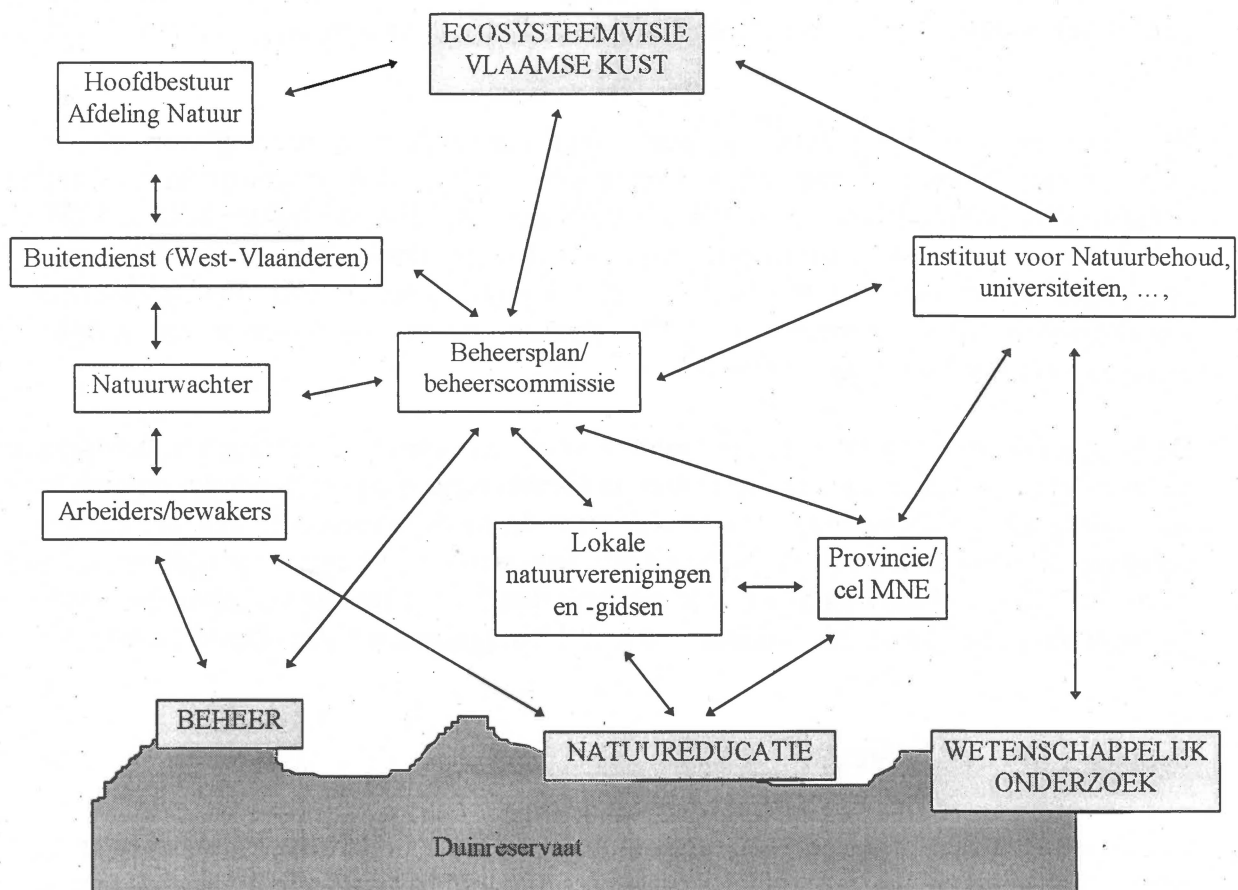 ECOSYSTEEMVISIE
VLAAMSE KUST
Hoofdbestuur
Afdeling Natuur
Buitendienst (West-Vlaanderen)
Instituut voor Natuurbehoud,
universiteiten, ...,
Beheersplan/
beheerscommissie
Natuurwachter
Arbeiders/bewakers
Lokale
natuurverenigingen
en -gidsen
Provincie/
cel MNE
BEHEER
NATUUREDUCATIE
WETENSCHAPPELIJK
ONDERZOEK
Duinreservaat